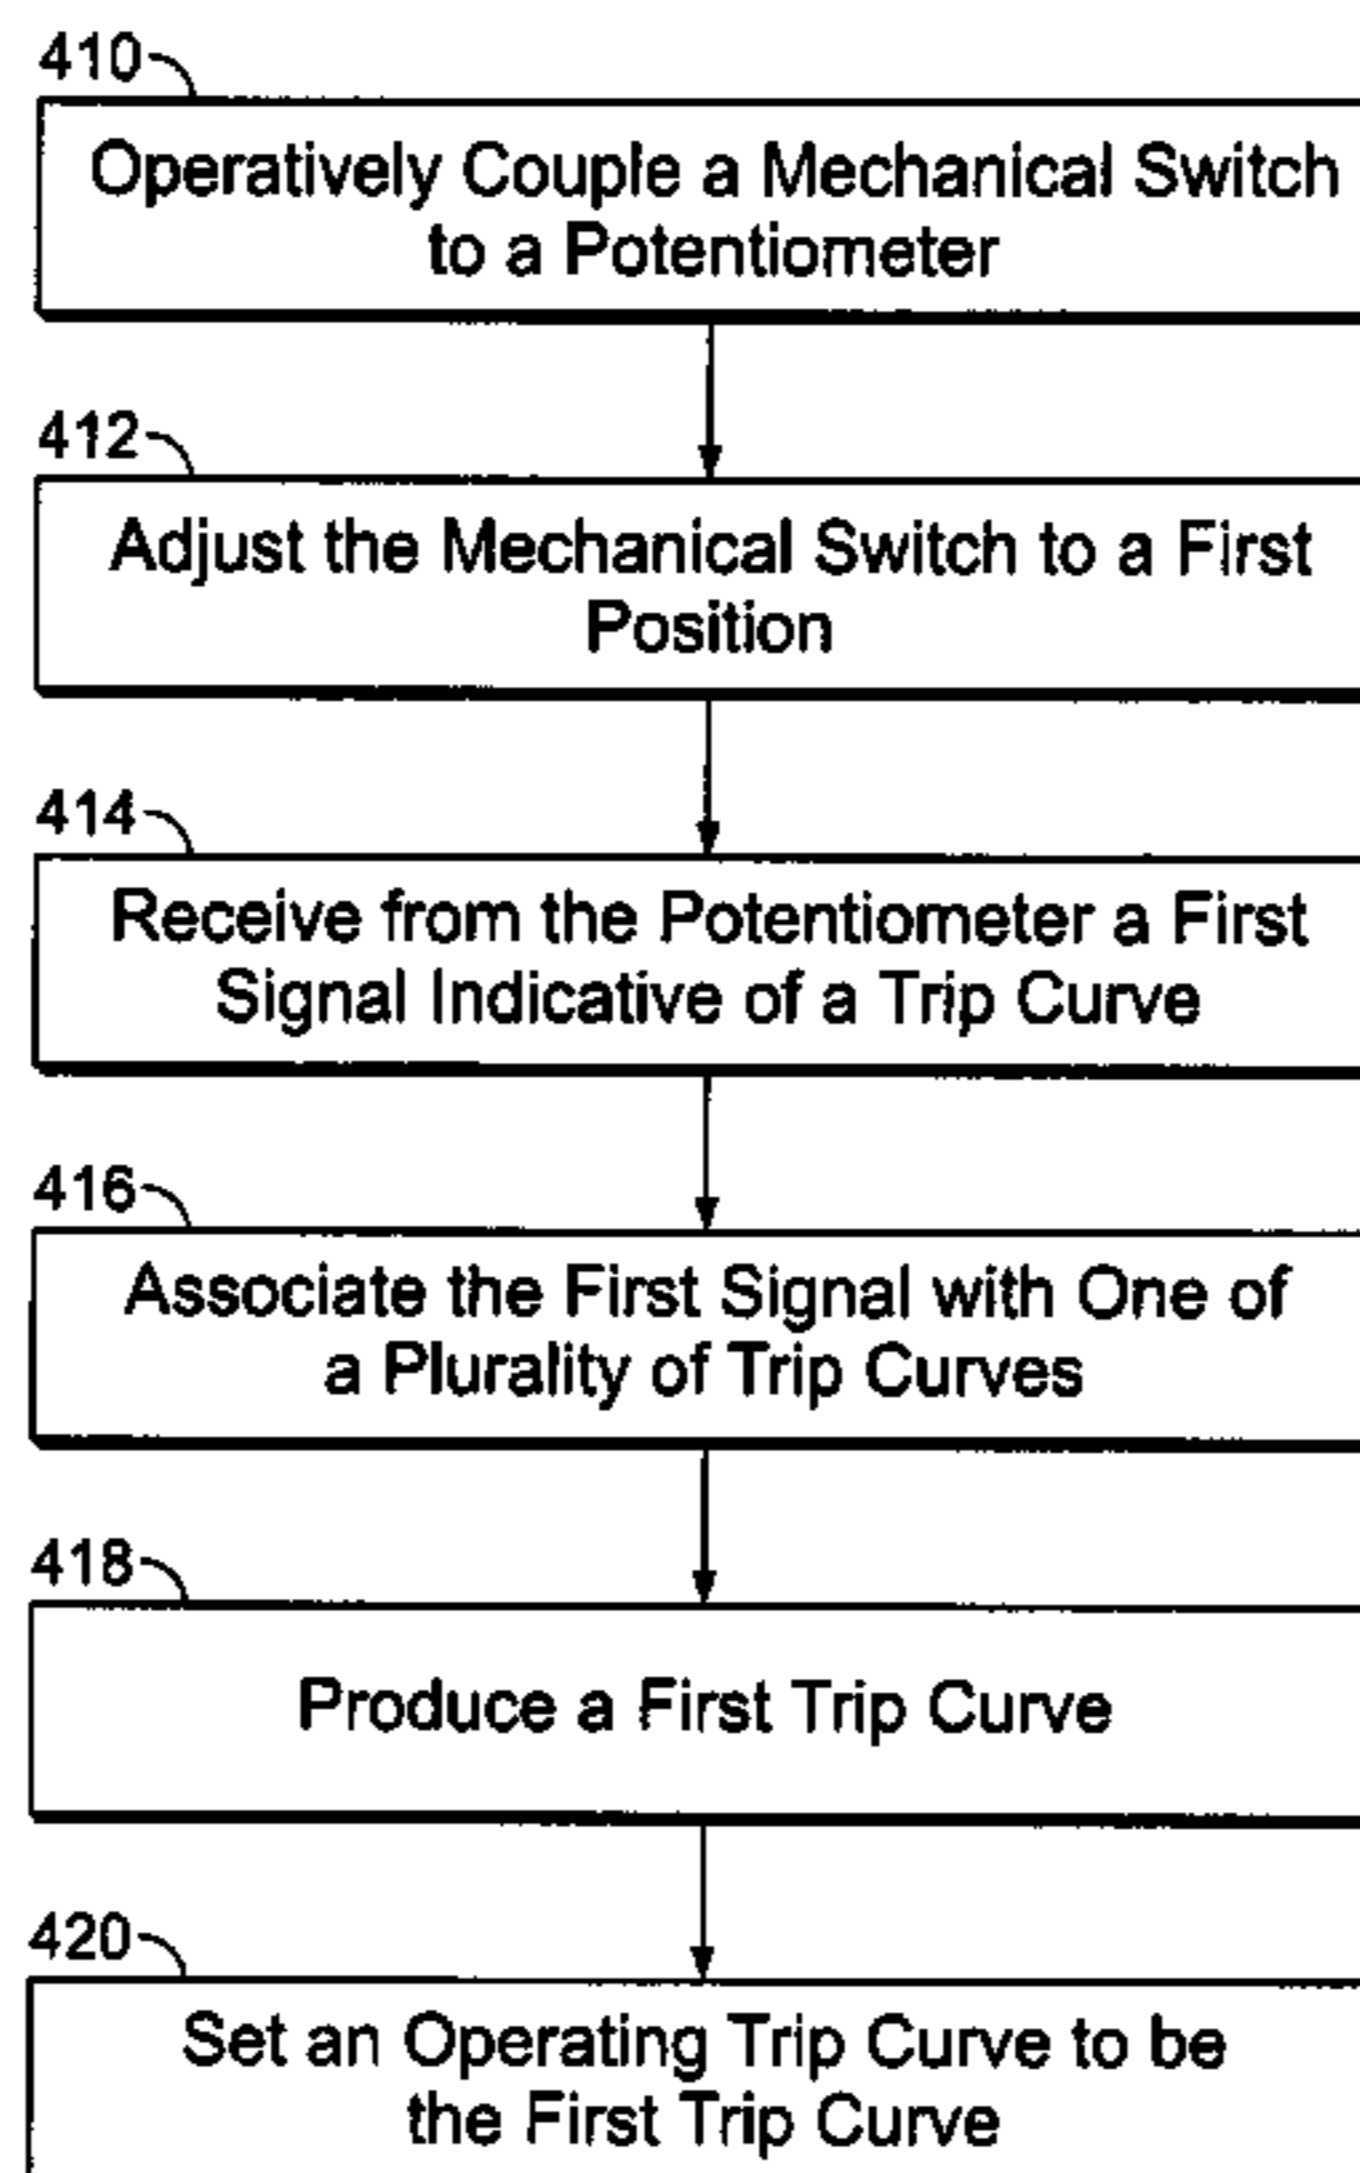 410
Operatively Couple a Mechanical Switch
to a Potentiometer
412
Adjust the Mechanical Switch to a First
Position
414
Receive from the Potentiometer a First
Signal Indicative of a Trip Curve
416
Associate the First Signal with One of
a Plurality of Trip Curves
418
Produce a First Trip Curve
420
Set an Operating Trip Curve to be
the First Trip Curve